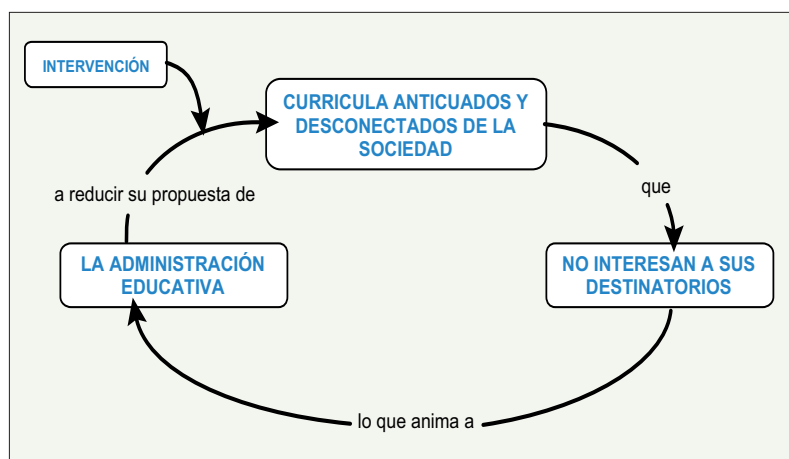 INTERVENCIÓN
CURRICULA ANTICUADOS Y
DESCONECTADOS DE LA
SOCIEDAD
que
NO INTERESAN A SUS
DESTINATORIOS
lo que anima a
LA ADMINISTRACIÓN
EDUCATIVA
a reducir su propuesta de